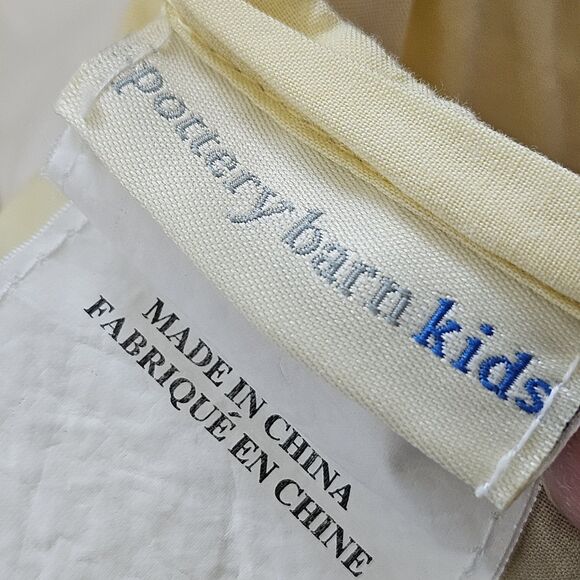 pottery barn kids
MADE IN CHINA
FABRIQUÉ EN CHINE